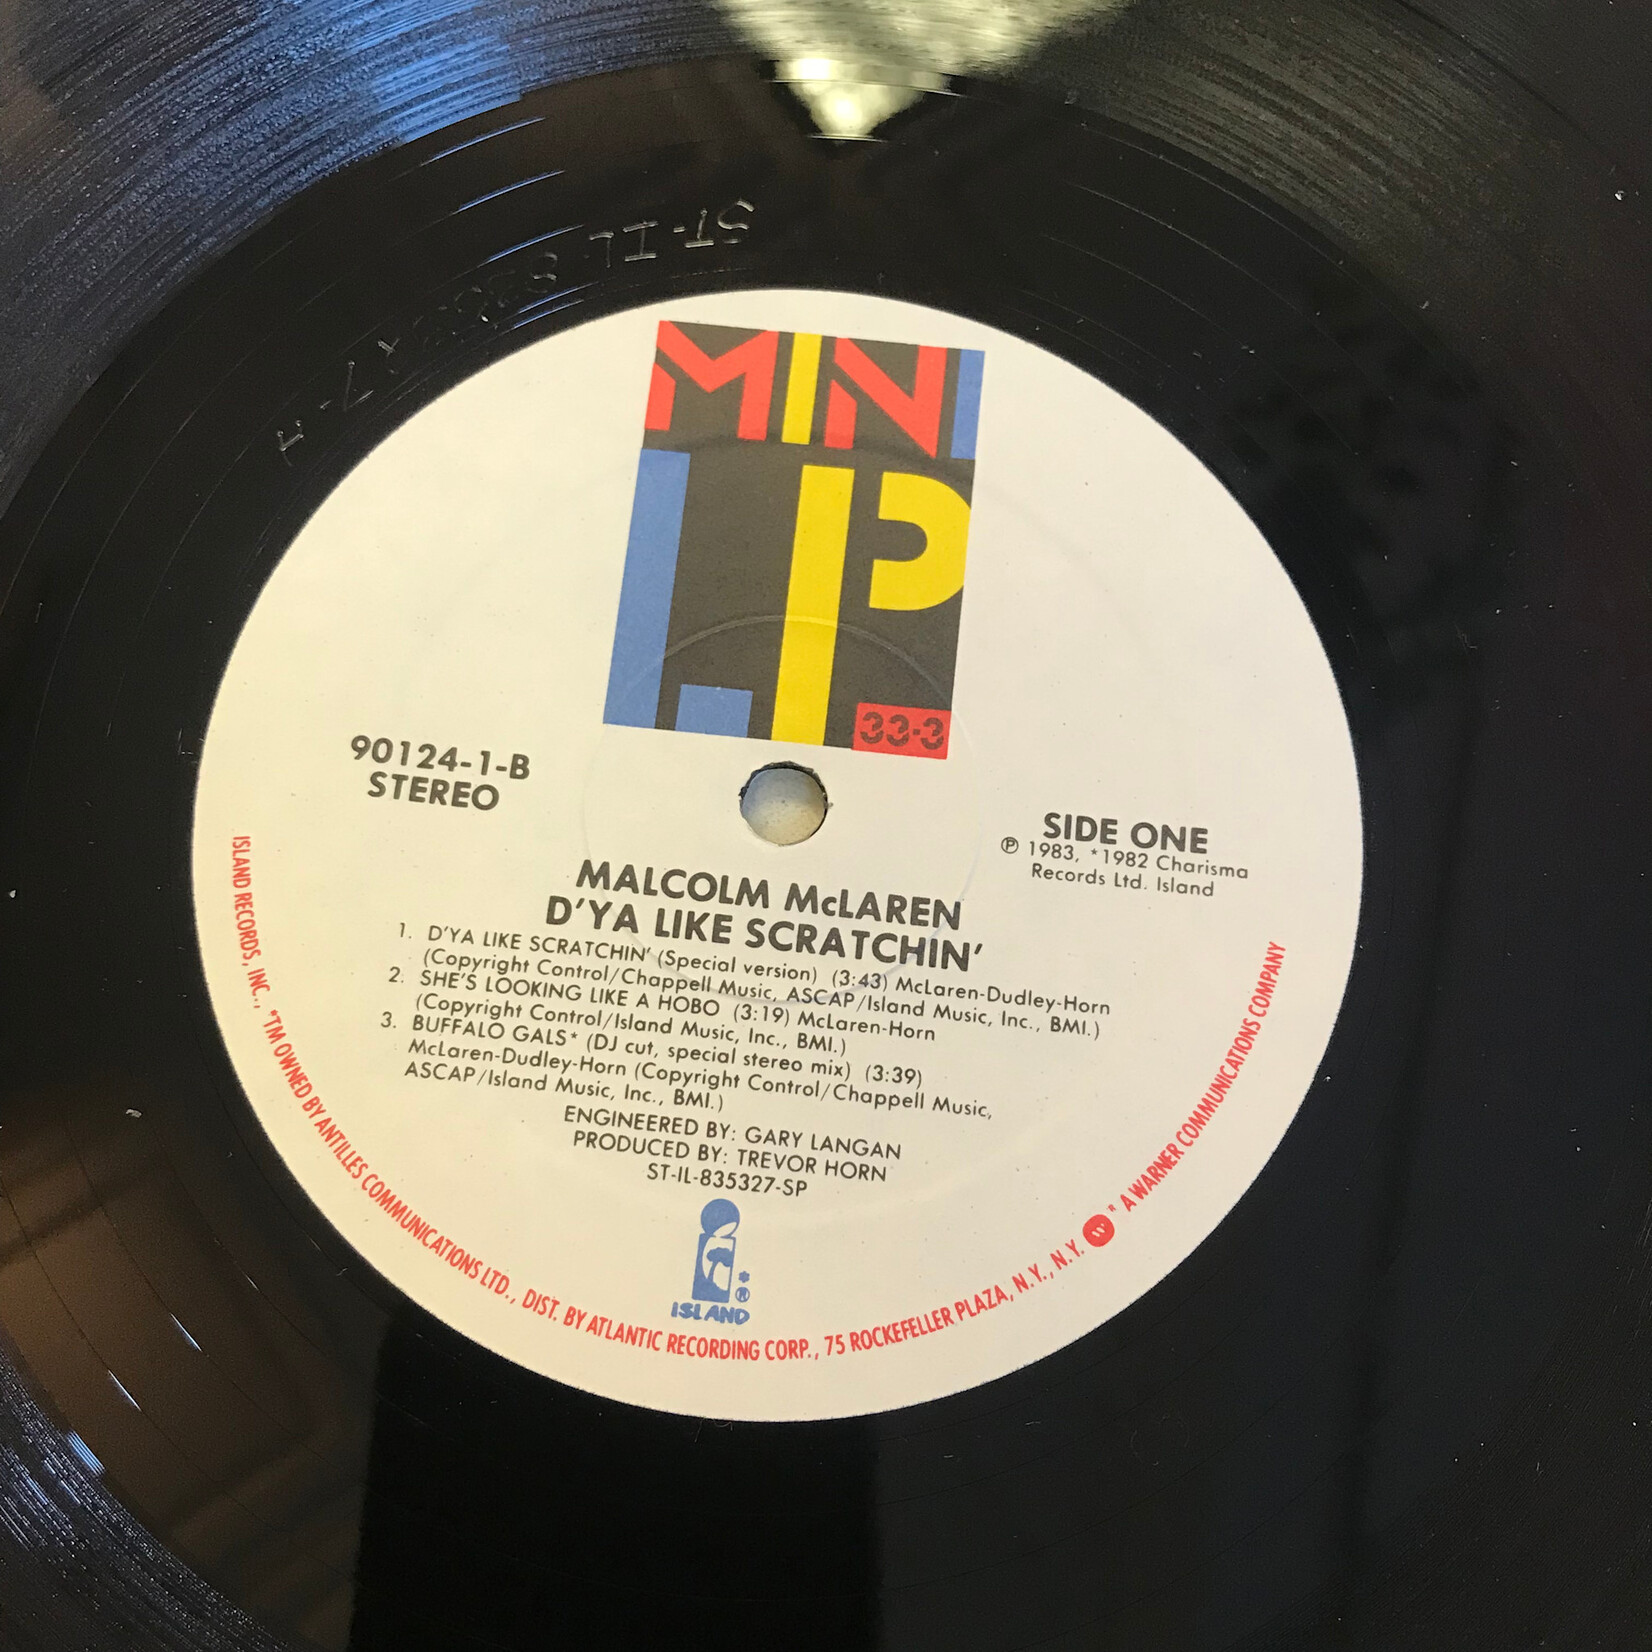 MINI
LP
33·3
90124-1-B
STEREO
SIDE ONE
℗ 1983, *1982 Charisma
Records Ltd. Island
MALCOLM McLAREN
D'YA LIKE SCRATCHIN'
1. D'YA LIKE SCRATCHIN' (Special version) (3:43) McLaren-Dudley-Horn
(Copyright Control/Chappell Music, ASCAP/Island Music, Inc., BMI.)
2. SHE'S LOOKING LIKE A HOBO (3:19) McLaren-Horn
(Copyright Control/Island Music, Inc., BMI.)
3. BUFFALO GALS* (DJ cut, special stereo mix) (3:39)
McLaren-Dudley-Horn (Copyright Control/Chappell Music,
ASCAP/Island Music, Inc., BMI.)
ENGINEERED BY: GARY LANGAN
PRODUCED BY: TREVOR HORN
ST-IL-835327-SP
ISLAND *®
ISLAND RECORDS, INC., *TM OWNED BY ANTILLES COMMUNICATIONS LTD., DIST. BY ATLANTIC RECORDING CORP., 75 ROCKEFELLER PLAZA, N.Y., N.Y. ® A WARNER COMMUNICATIONS COMPANY